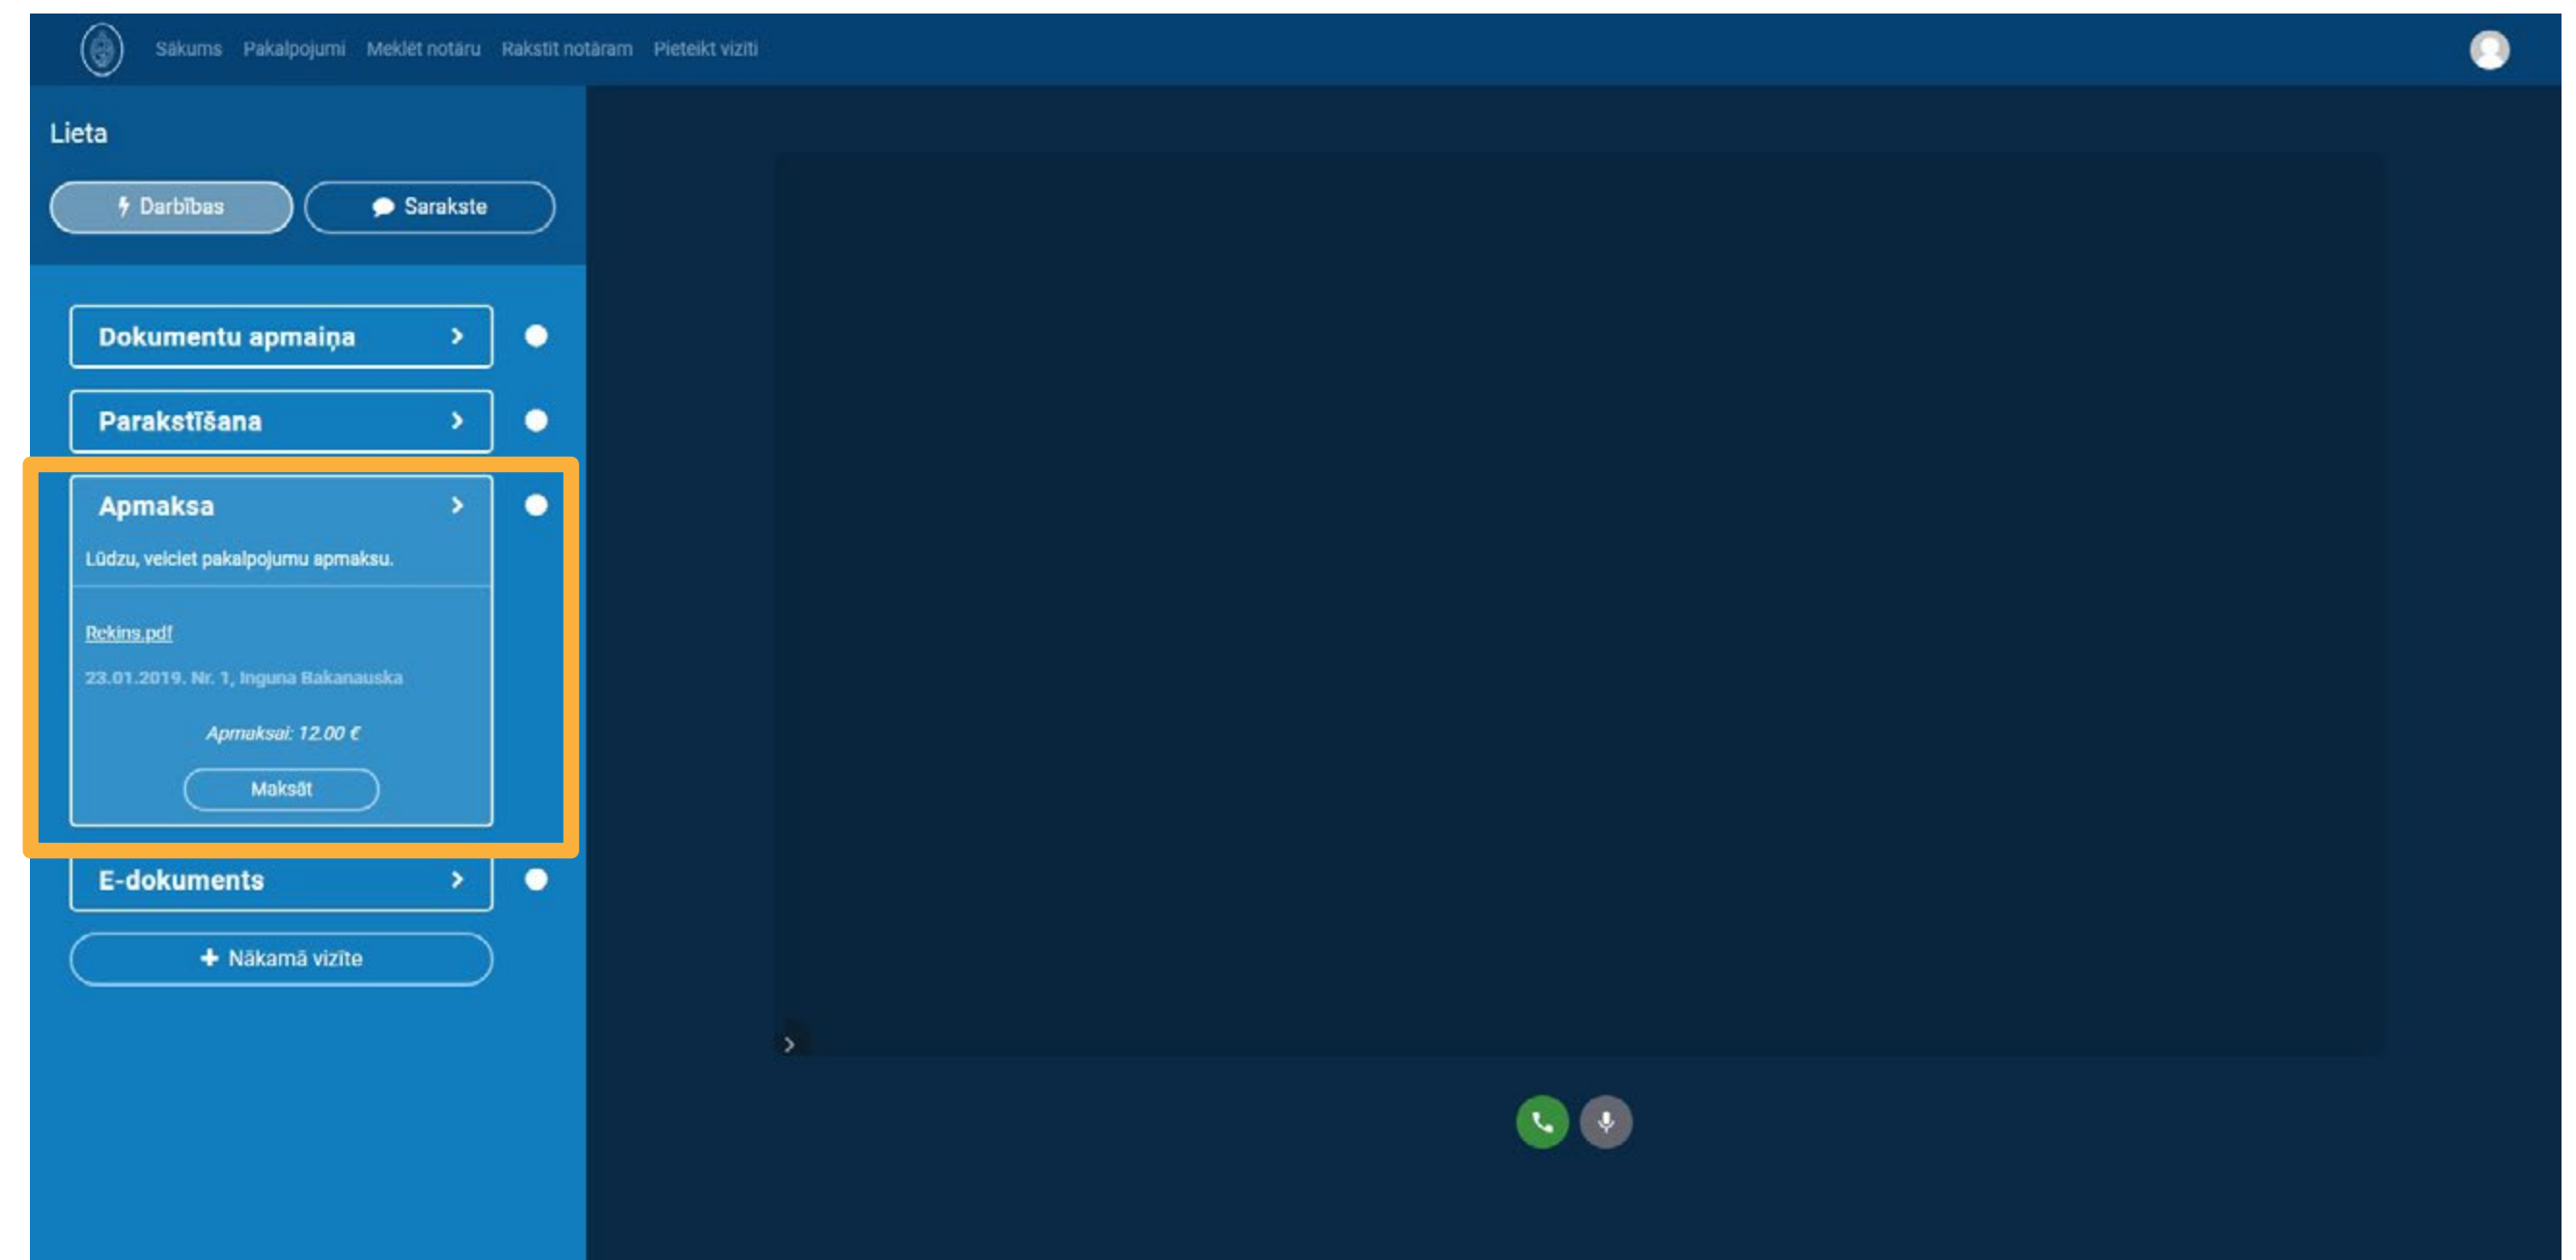 Sākums Pakalpojumi Meklēt notāru Rakstīt notāram Pieteikt vizīti
Lieta
Darbības Sarakste
Dokumentu apmaiņa
Parakstīšana
Apmaksa
Lūdzu, veiciet pakalpojumu apmaksu.
Rekins.pdf
23.01.2019. Nr. 1, Inguna Bakanauska
Apmaksai: 12.00 €
Maksāt
E-dokuments
Nākamā vizīte